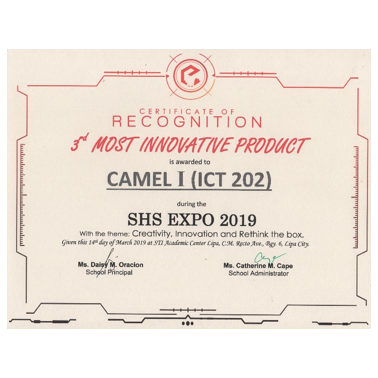 CERTIFICATE OF
RECOGNITION
3rd MOST INNOVATIVE PRODUCT
is awarded to
CAMEL I (ICT 202)
during the
SHS EXPO 2019
With the theme: Creativity, Innovation and Rethink the box.
Given this 14th day of March 2019 at STI Academic Center Lipa, C.M. Recto Ave., Bgy. 6, Lipa City.
Ms. Daisy M. Oracion
School Principal
Ms. Catherine M. Cape
School Administrator